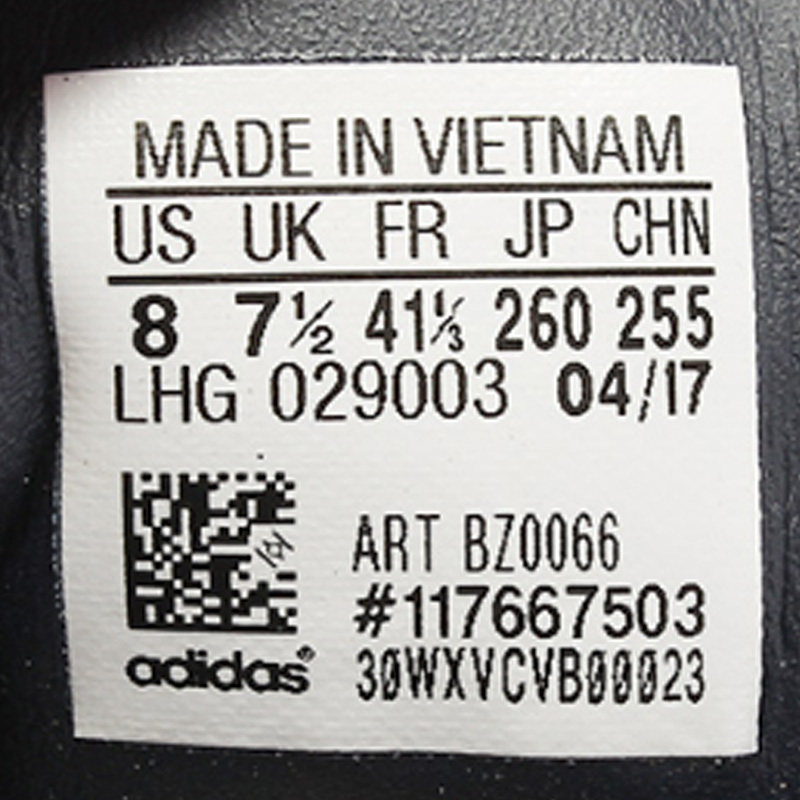 MADE IN VIETNAM
US UK FR JP CHN
8 7½ 41⅓ 260 255
LHG 029003 04/17
ART BZ0066
#117667503
adidas®
30WXVCVB00023